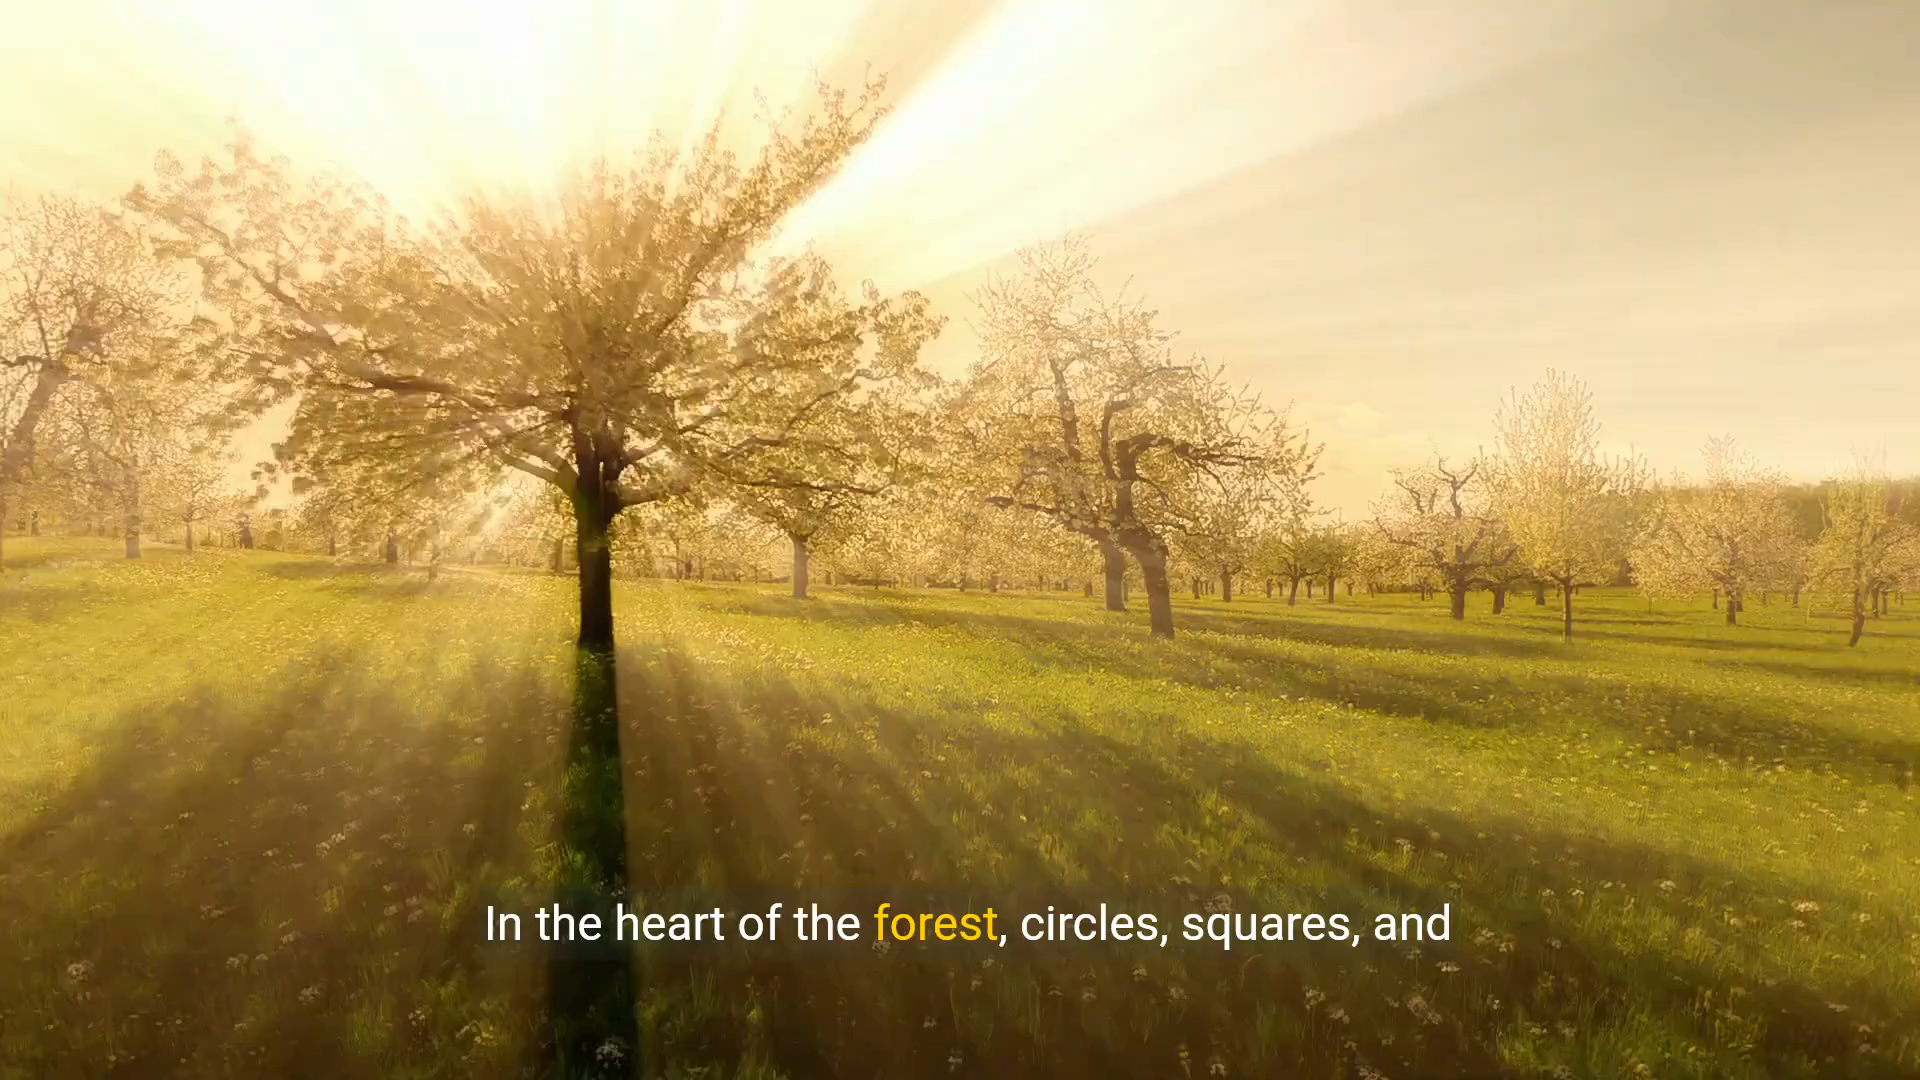 In the heart of the forest, circles, squares, and